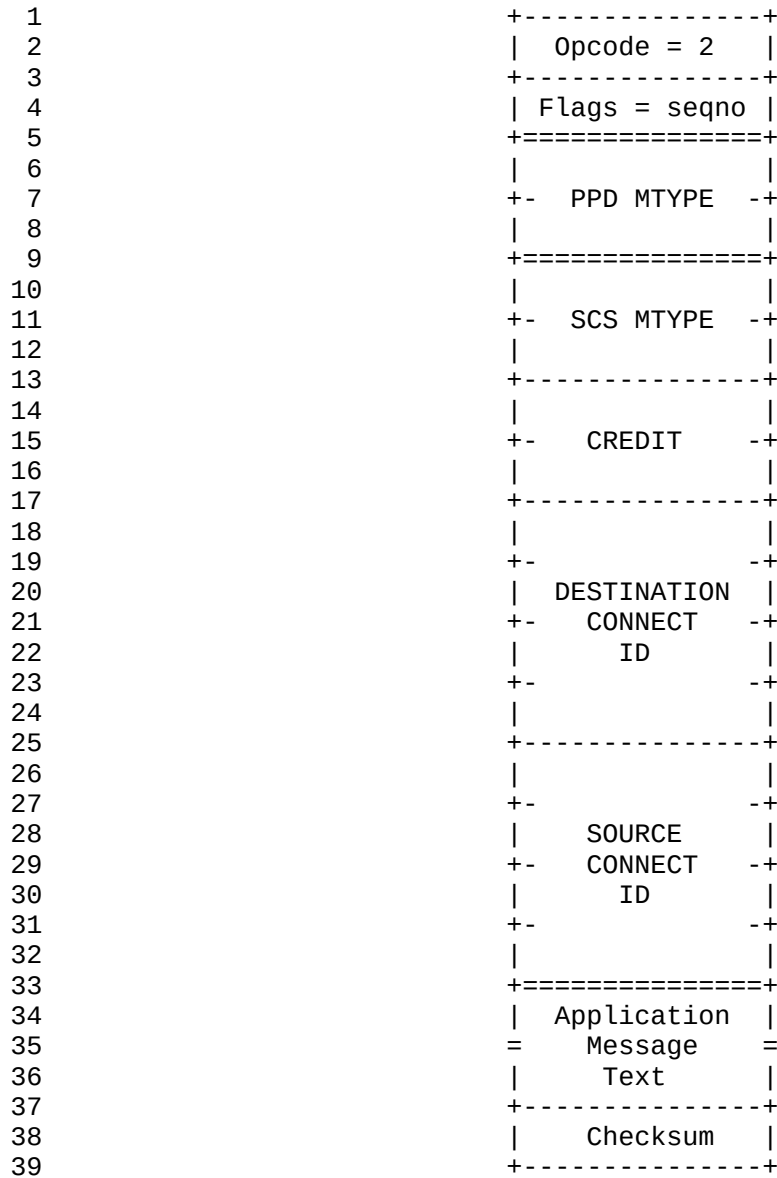 1                             +---------------+
2                             |  Opcode = 2   |
3                             +---------------+
4                             | Flags = seqno |
5                             +===============+
6                             |               |
7                             +-  PPD MTYPE  -+
8                             |               |
9                             +===============+
10                            |               |
11                            +-  SCS MTYPE  -+
12                            |               |
13                            +---------------+
14                            |               |
15                            +-   CREDIT    -+
16                            |               |
17                            +---------------+
18                            |               |
19                            +-             -+
20                            |  DESTINATION  |
21                            +-   CONNECT   -+
22                            |      ID       |
23                            +-             -+
24                            |               |
25                            +---------------+
26                            |               |
27                            +-             -+
28                            |    SOURCE     |
29                            +-   CONNECT   -+
30                            |      ID       |
31                            +-             -+
32                            |               |
33                            +===============+
34                            |  Application  |
35                            =    Message    =
36                            |     Text      |
37                            +---------------+
38                            |    Checksum   |
39                            +---------------+